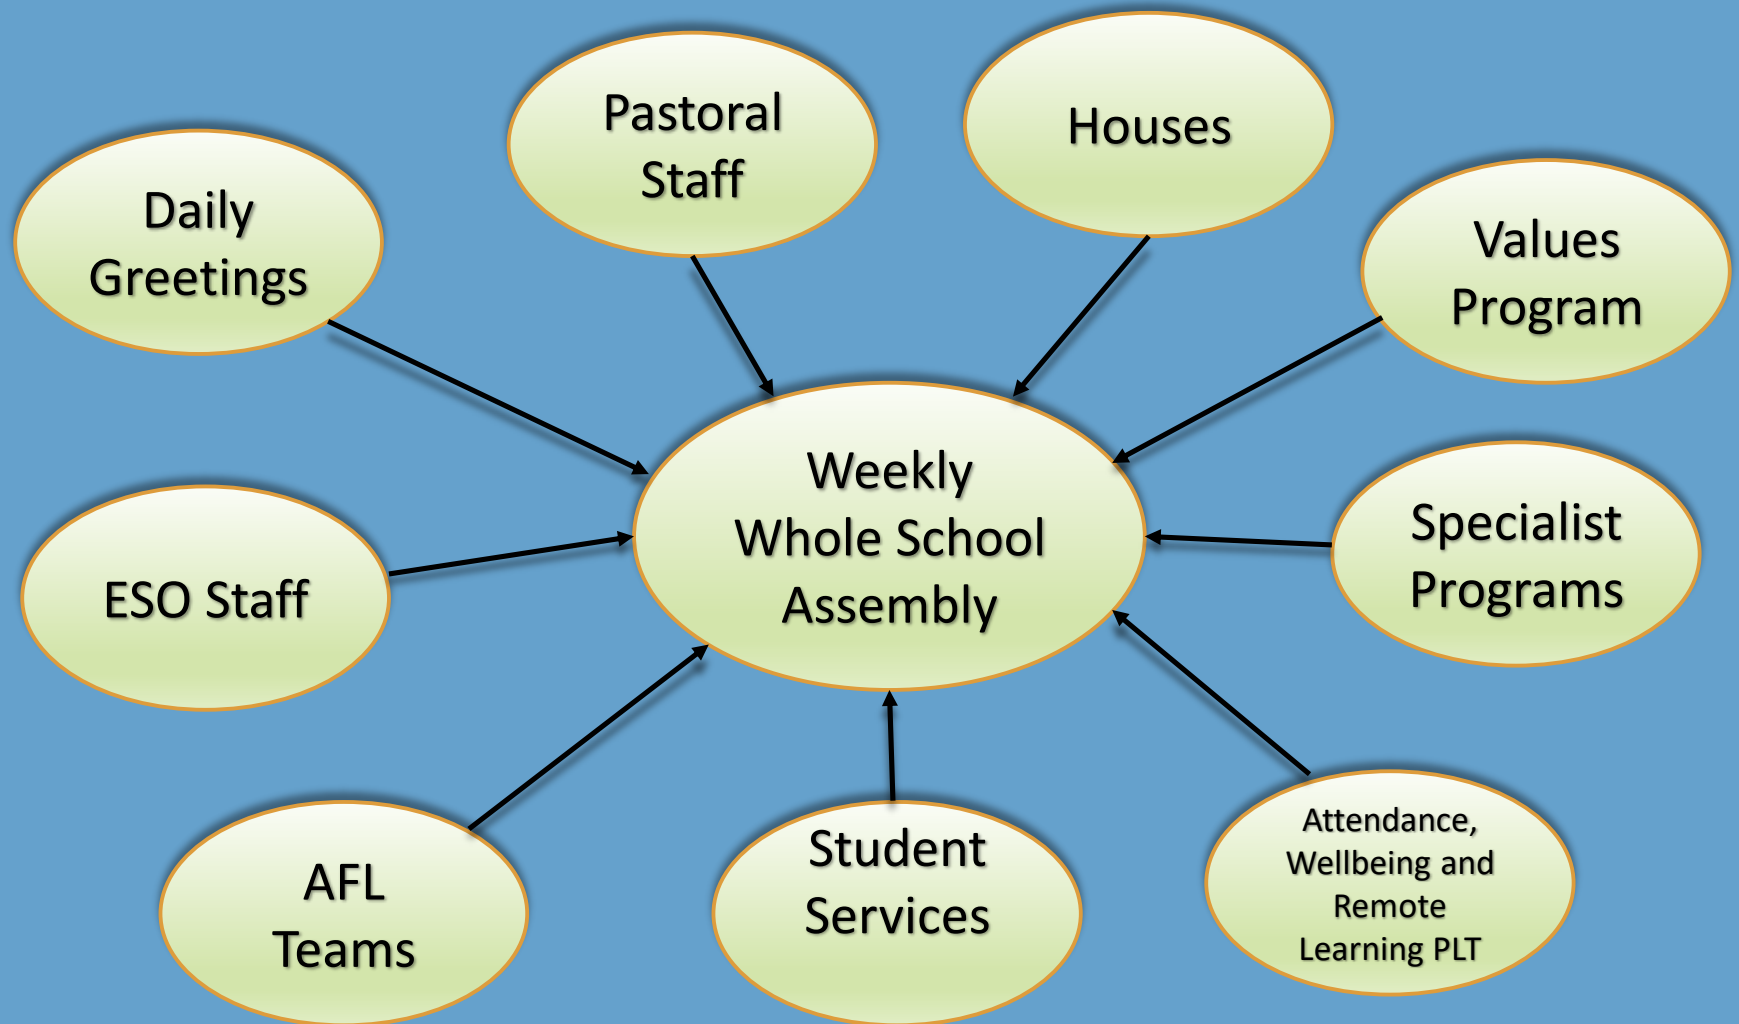 Pastoral
Staff
Houses
Daily
Greetings
Values
Program
Weekly
Whole School
Assembly
ESO Staff
Specialist
Programs
AFL
Teams
Student
Services
Attendance,
Wellbeing and
Remote
Learning PLT